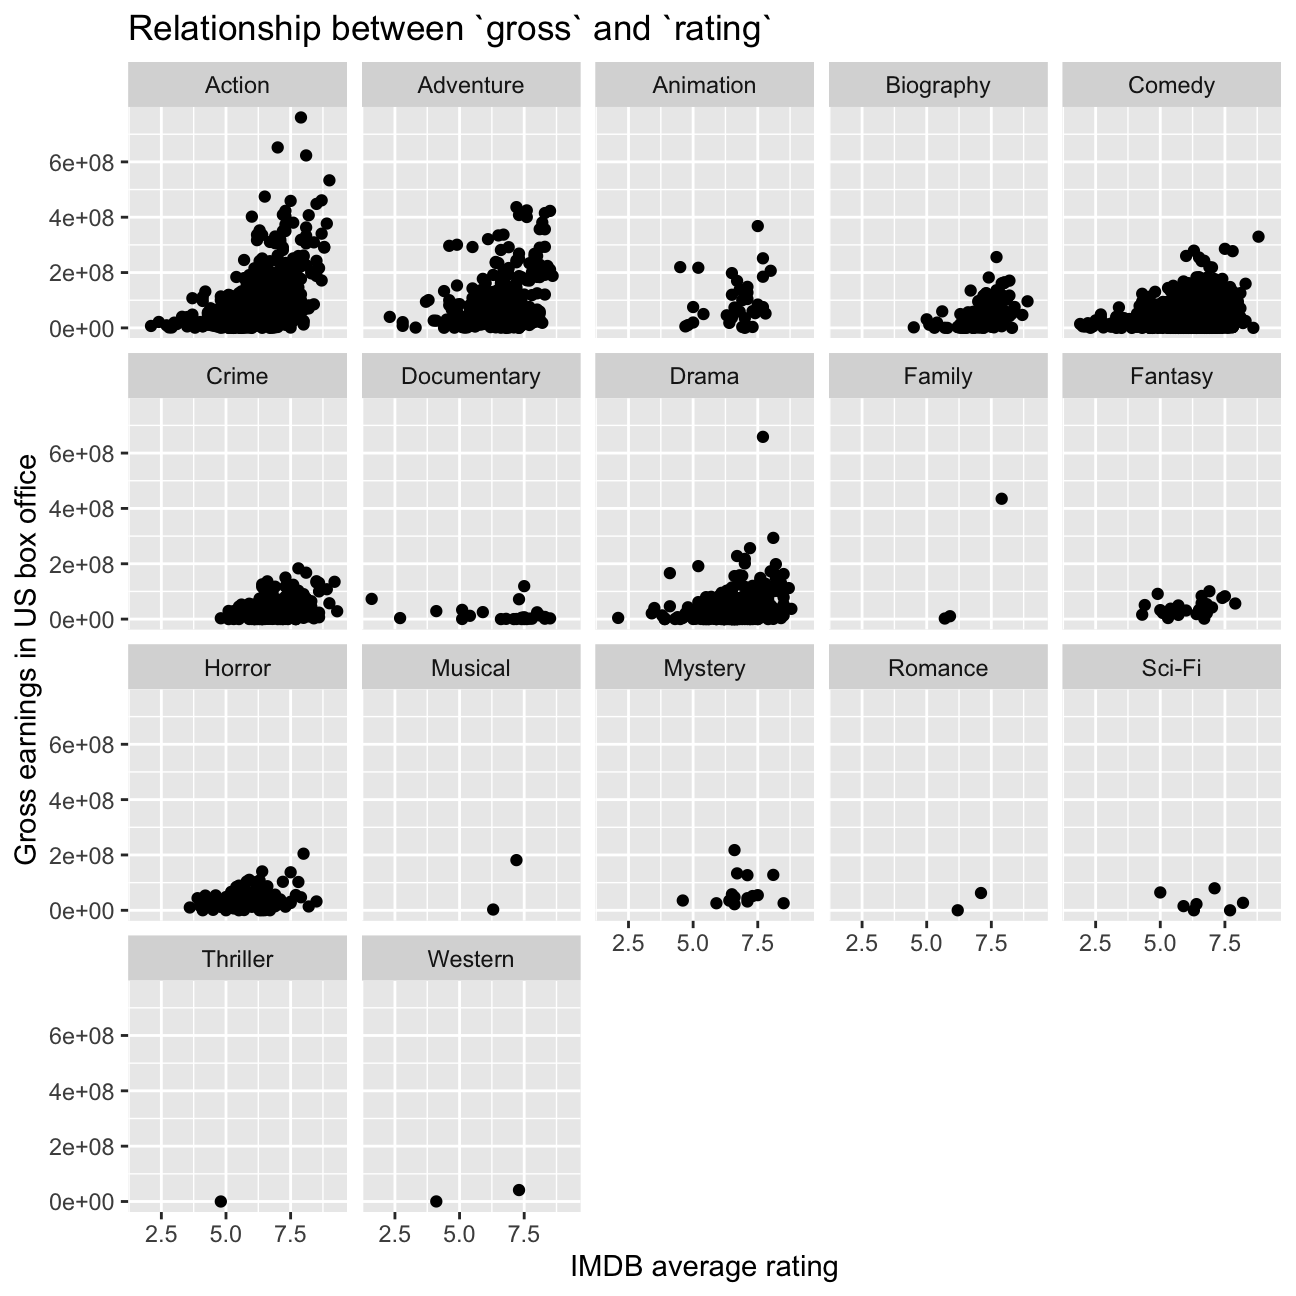 Relationship between `gross` and `rating`
Action Adventure Animation Biography Comedy
6e+08
4e+08
2e+08
0e+00
Crime Documentary Drama Family Fantasy
6e+08
4e+08
2e+08
0e+00
Horror Musical Mystery Romance Sci-Fi
6e+08
4e+08
2e+08
0e+00
2.5 5.0 7.5 2.5 5.0 7.5 2.5 5.0 7.5
Thriller Western
6e+08
4e+08
2e+08
0e+00
2.5 5.0 7.5 2.5 5.0 7.5
IMDB average rating
Gross earnings in US box office